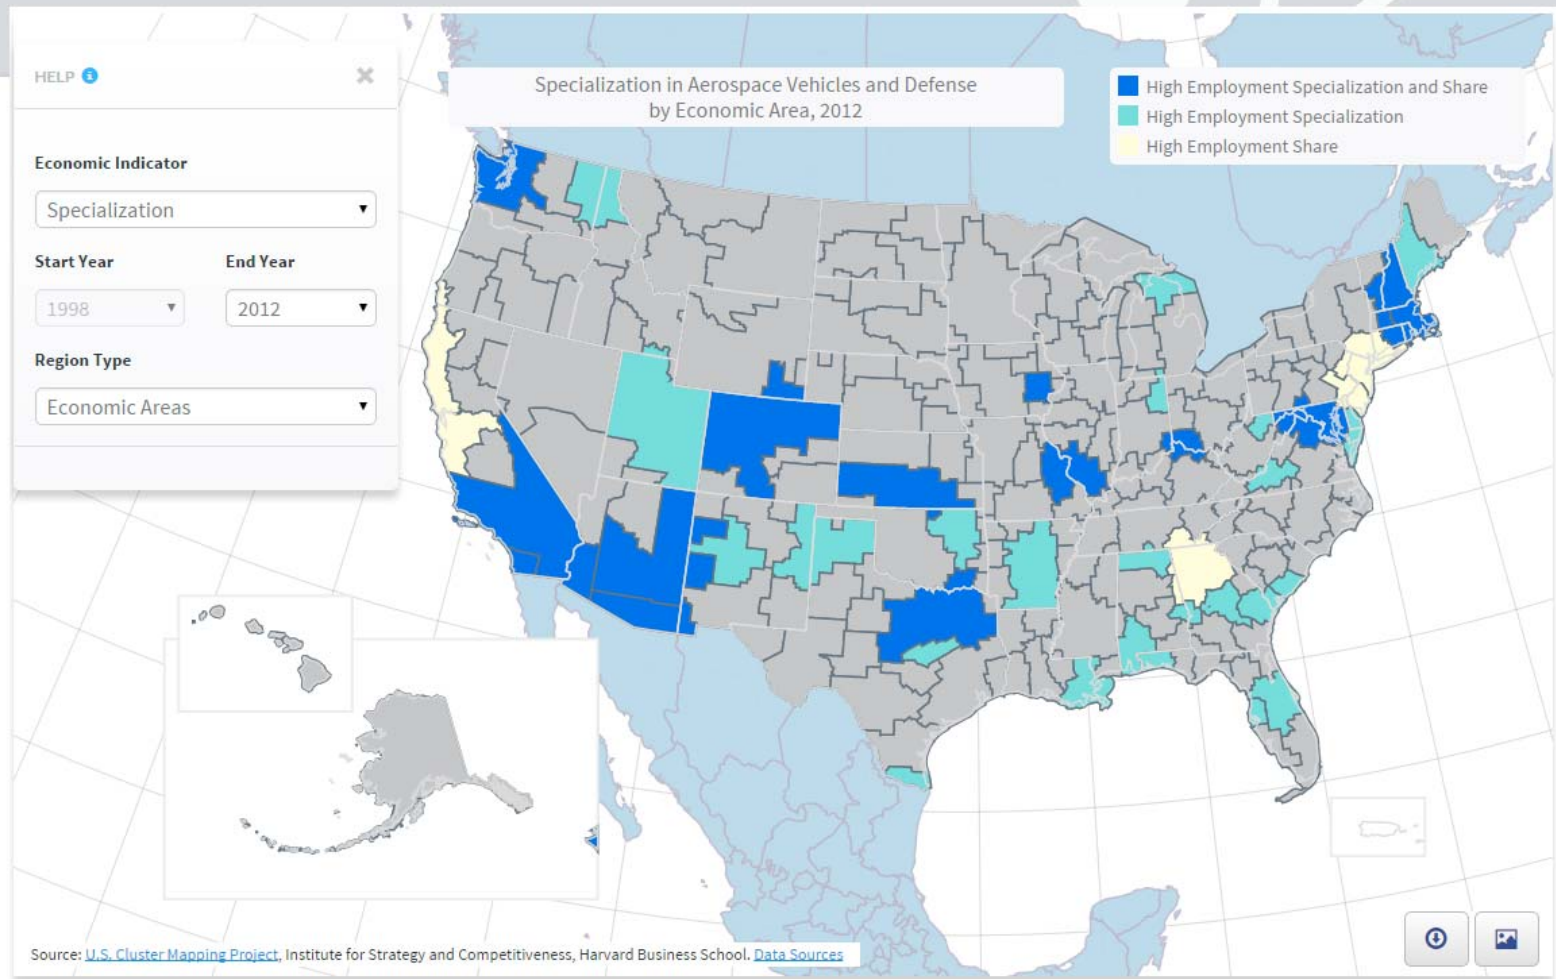 HELP
Economic Indicator
Specialization
Start Year
End Year
1998
2012
Region Type
Economic Areas
Specialization in Aerospace Vehicles and Defense
by Economic Area, 2012
High Employment Specialization and Share
High Employment Specialization
High Employment Share
Source: U.S. Cluster Mapping Project, Institute for Strategy and Competitiveness, Harvard Business School. Data Sources